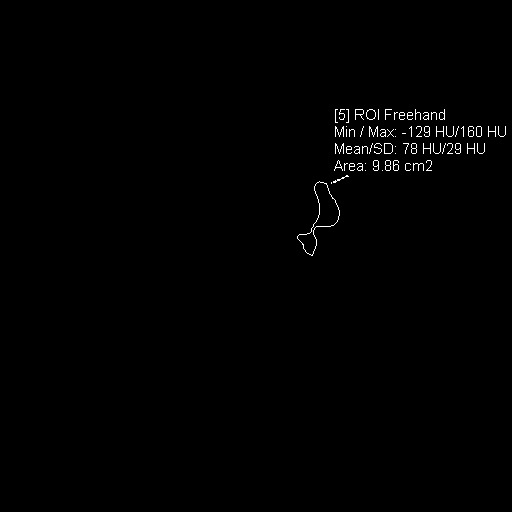 [5] ROI Freehand
Min / Max: -129 HU/160 HU
Mean/SD: 78 HU/29 HU
Area: 9.86 cm2